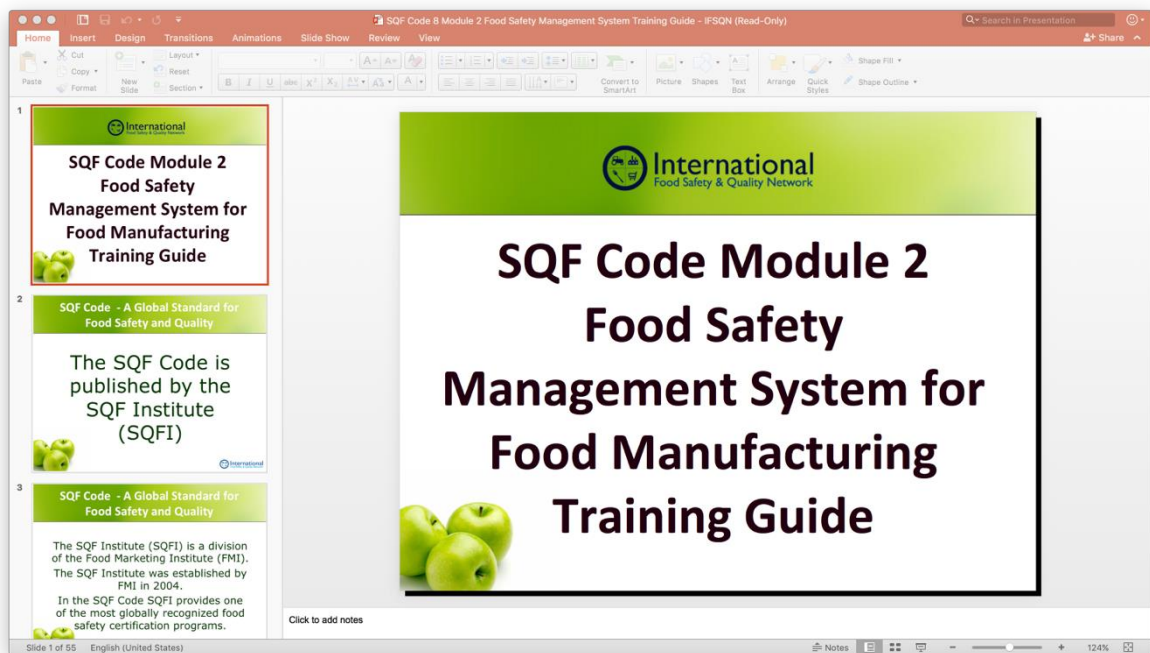 SQF Code 8 Module 2 Food Safety Management System Training Guide - IFSQN (Read-Only)
Search in Presentation
Home Insert Design Transitions Animations Slide Show Review View
Share
Paste
Cut
Copy
Format
New
Slide
Layout
Reset
Section
B I U abc X² X₂
Convert to
SmartArt
Picture
Shapes
Text
Box
Arrange
Quick
Styles
Shape Fill
Shape Outline
1
International
Food Safety & Quality Network
SQF Code Module 2
Food Safety
Management System for
Food Manufacturing
Training Guide
2
SQF Code - A Global Standard for
Food Safety and Quality
The SQF Code is
published by the
SQF Institute
(SQFI)
International
3
SQF Code - A Global Standard for
Food Safety and Quality
The SQF Institute (SQFI) is a division
of the Food Marketing Institute (FMI).
The SQF Institute was established by
FMI in 2004.
In the SQF Code SQFI provides one
of the most globally recognized food
safety certification programs.
International
Food Safety & Quality Network
SQF Code Module 2
Food Safety
Management System for
Food Manufacturing
Training Guide
Click to add notes
Slide 1 of 55 English (United States)
Notes
124%